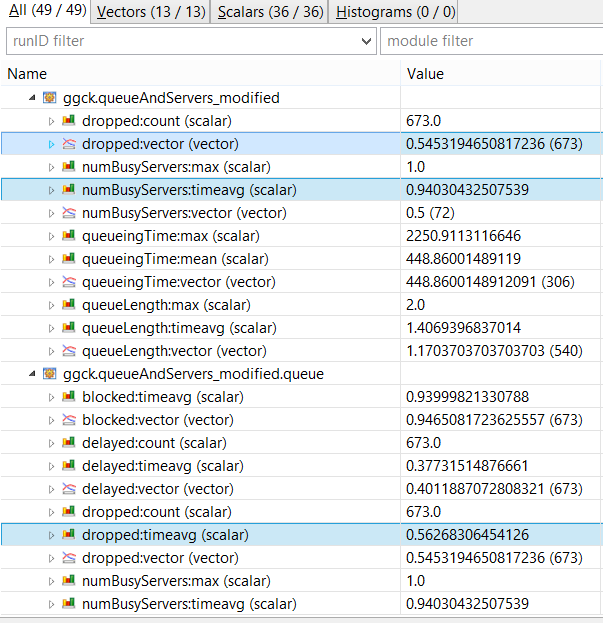 All (49 / 49) Vectors (13 / 13) Scalars (36 / 36) Histograms (0 / 0)
runID filter module filter
Name Value
ggck.queueAndServers_modified
dropped:count (scalar) 673.0
dropped:vector (vector) 0.5453194650817236 (673)
numBusyServers:max (scalar) 1.0
numBusyServers:timeavg (scalar) 0.94030432507539
numBusyServers:vector (vector) 0.5 (72)
queueingTime:max (scalar) 2250.9113116646
queueingTime:mean (scalar) 448.86001489119
queueingTime:vector (vector) 448.8600148912091 (306)
queueLength:max (scalar) 2.0
queueLength:timeavg (scalar) 1.4069396837014
queueLength:vector (vector) 1.1703703703703703 (540)
ggck.queueAndServers_modified.queue
blocked:timeavg (scalar) 0.93999821330788
blocked:vector (vector) 0.9465081723625557 (673)
delayed:count (scalar) 673.0
delayed:timeavg (scalar) 0.37731514876661
delayed:vector (vector) 0.4011887072808321 (673)
dropped:count (scalar) 673.0
dropped:timeavg (scalar) 0.56268306454126
dropped:vector (vector) 0.5453194650817236 (673)
numBusyServers:max (scalar) 1.0
numBusyServers:timeavg (scalar) 0.94030432507539